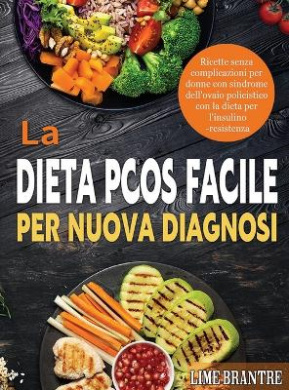 Ricette senza
complicazioni per
donne con sindrome
dell'ovaio policistico
con la dieta per
l'insulino
-resistenza
La
DIETA PCOS FACILE
PER NUOVA DIAGNOSI
LIME BRANTRE